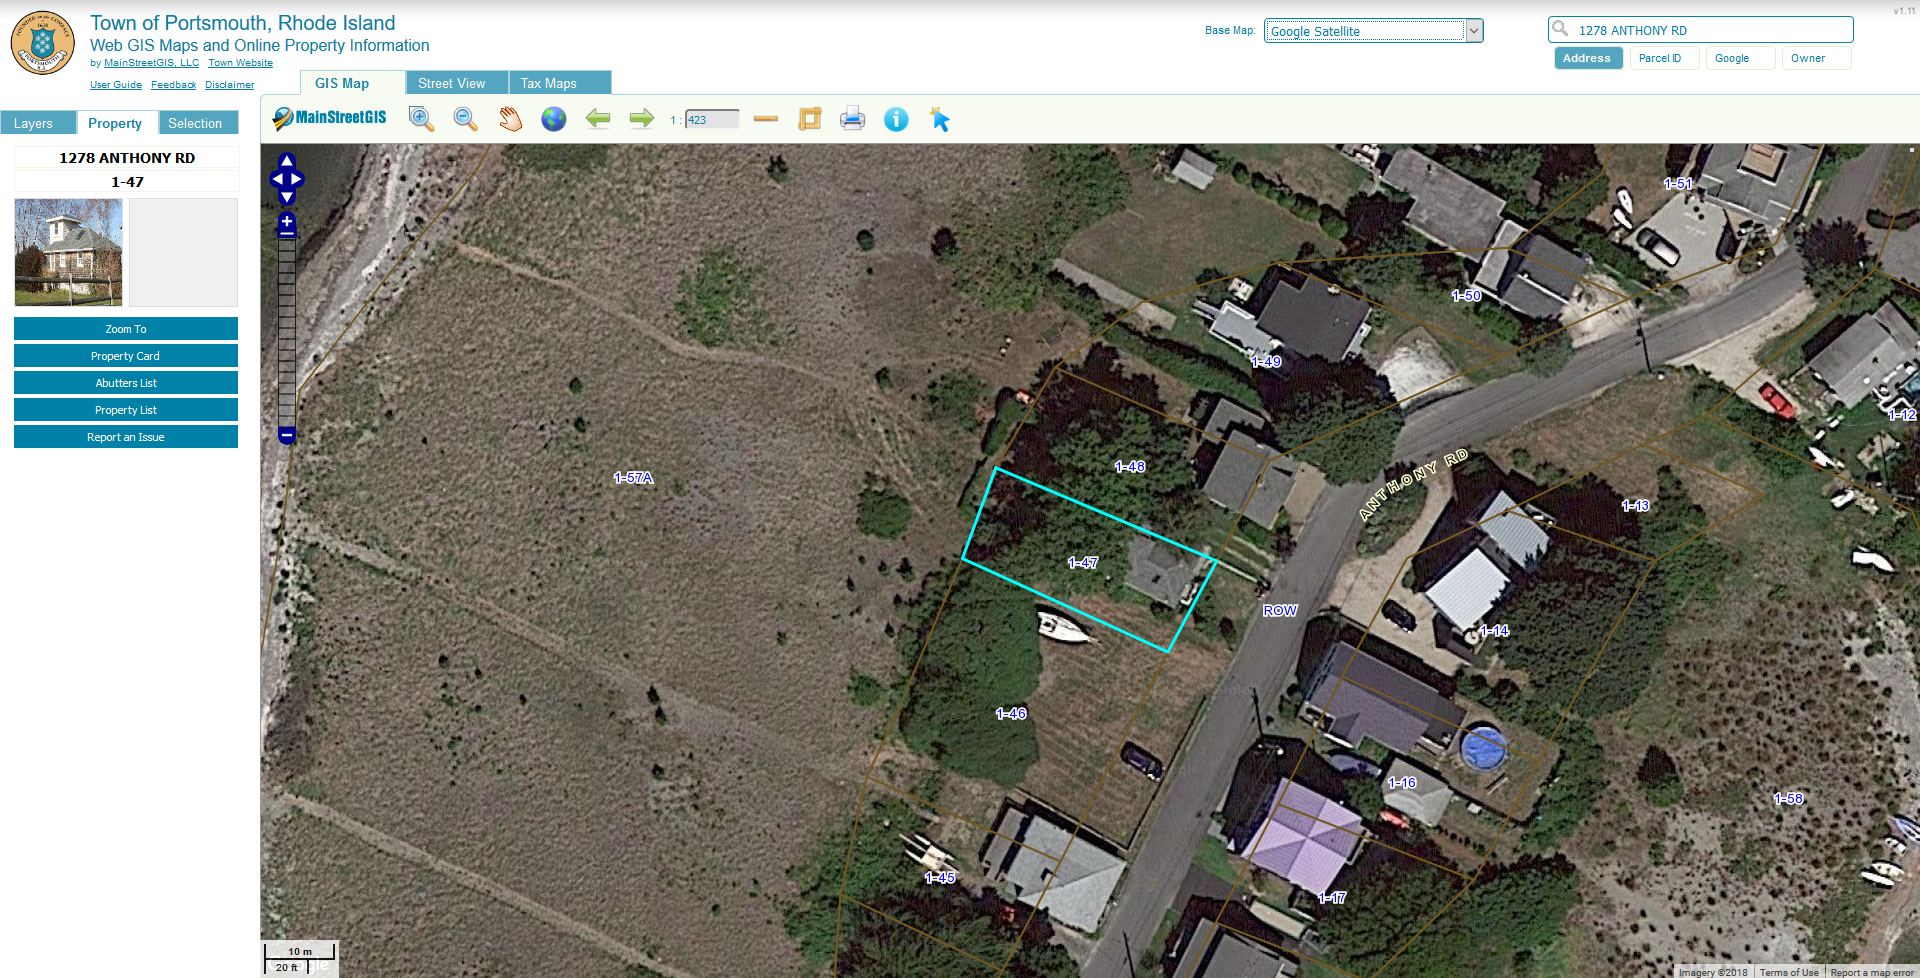 Town of Portsmouth, Rhode Island
Web GIS Maps and Online Property Information
by MainStreetGIS, LLC Town Website
User Guide Feedback Disclaimer
v1.11
Base Map: Google Satellite
1278 ANTHONY RD
Address Parcel ID Google Owner
GIS Map Street View Tax Maps
Layers Property Selection
MainStreetGIS 1 : 423
1278 ANTHONY RD
1-47
Zoom To
Property Card
Abutters List
Property List
Report an Issue
1-51
1-50
1-49
1-12
1-48
ANTHONY RD
1-57A
1-13
1-47
ROW
1-14
1-46
1-16
1-58
1-45
1-17
10 m
20 ft
Imagery ©2018 Terms of Use Report a map error